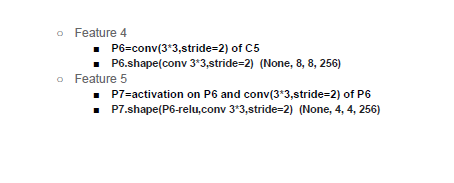 Feature 4
P6=conv(3*3,stride=2) of C5
P6.shape(conv 3*3,stride=2) (None, 8, 8, 256)
Feature 5
P7=activation on P6 and conv(3*3,stride=2) of P6
P7.shape(P6-relu,conv 3*3,stride=2) (None, 4, 4, 256)